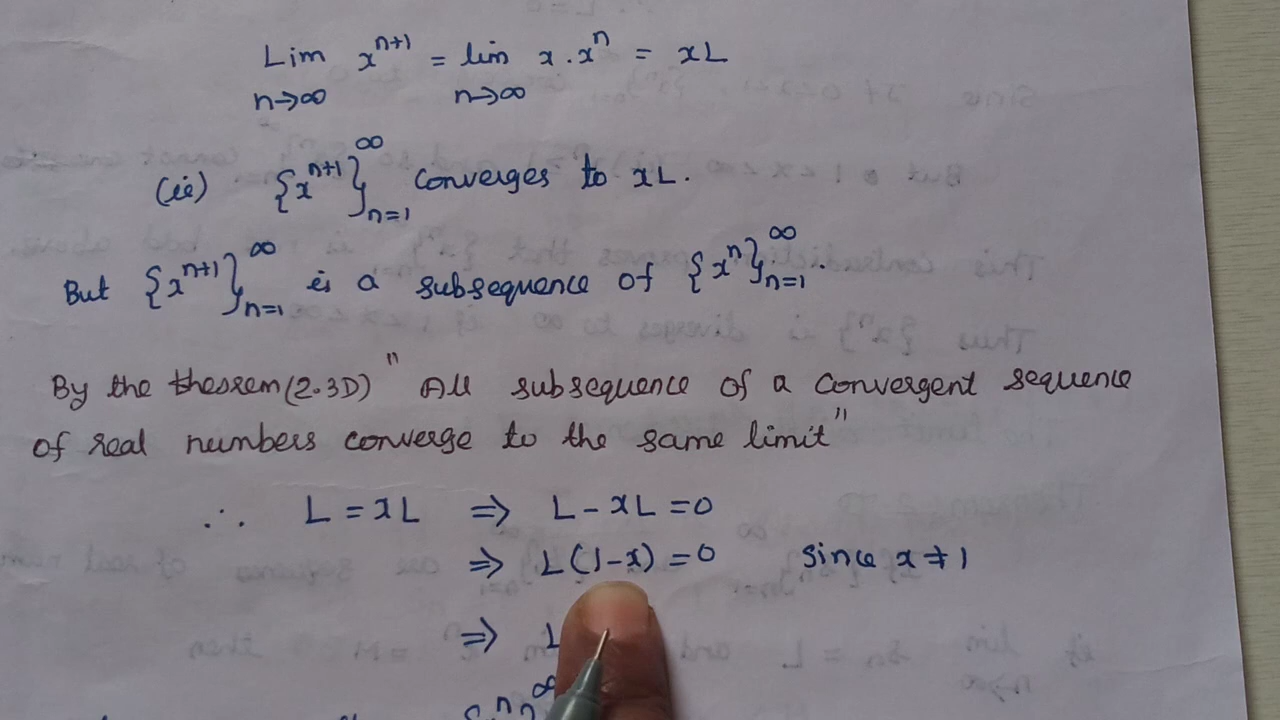 Lim x^{n+1} = lim x . x^n = xL
n→∞ n→∞
(ie) {x^{n+1}}_{n=1}^∞ converges to xL.
But {x^{n+1}}_{n=1}^∞ is a subsequence of {x^n}_{n=1}^∞.
By the theorem (2.3D) " All subsequence of a convergent sequence
of real numbers converge to the same limit"
∴ L = xL ⇒ L - xL = 0
⇒ L(1-x) = 0 since x ≠ 1
⇒ L